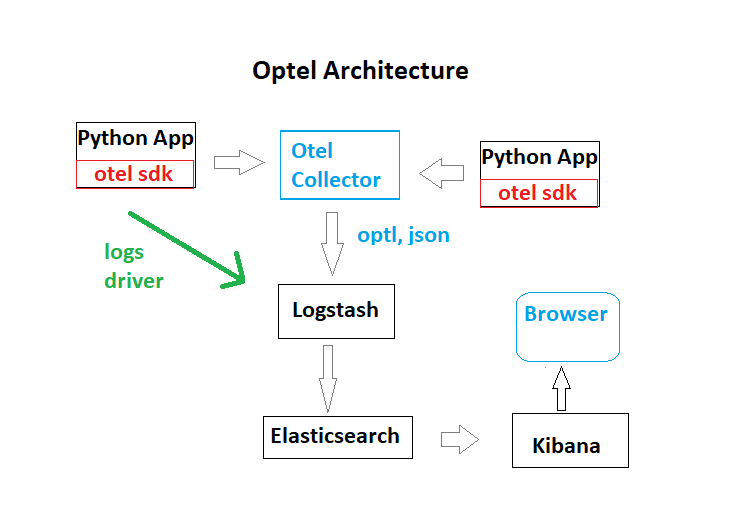 Optel Architecture
Python App
otel sdk
Otel
Collector
Python App
otel sdk
logs
driver
optl, json
Logstash
Browser
Elasticsearch
Kibana